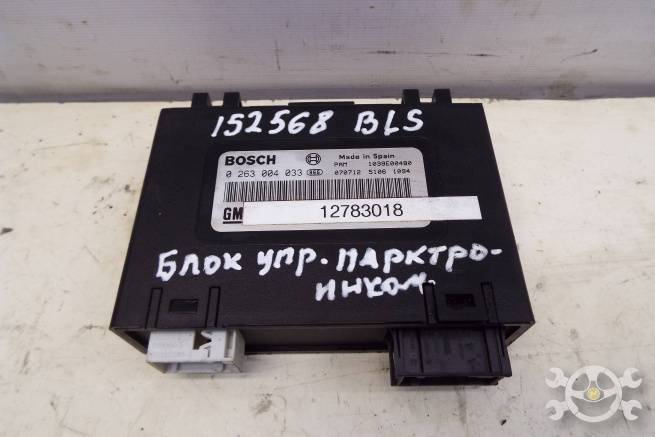 152568 BLS
BOSCH Made in Spain
0 263 004 033 PAM 1039E00480
070712 5106 1094
GM 12783018
БЛОК УПР. ПАРКТРО-
НИКОМ.